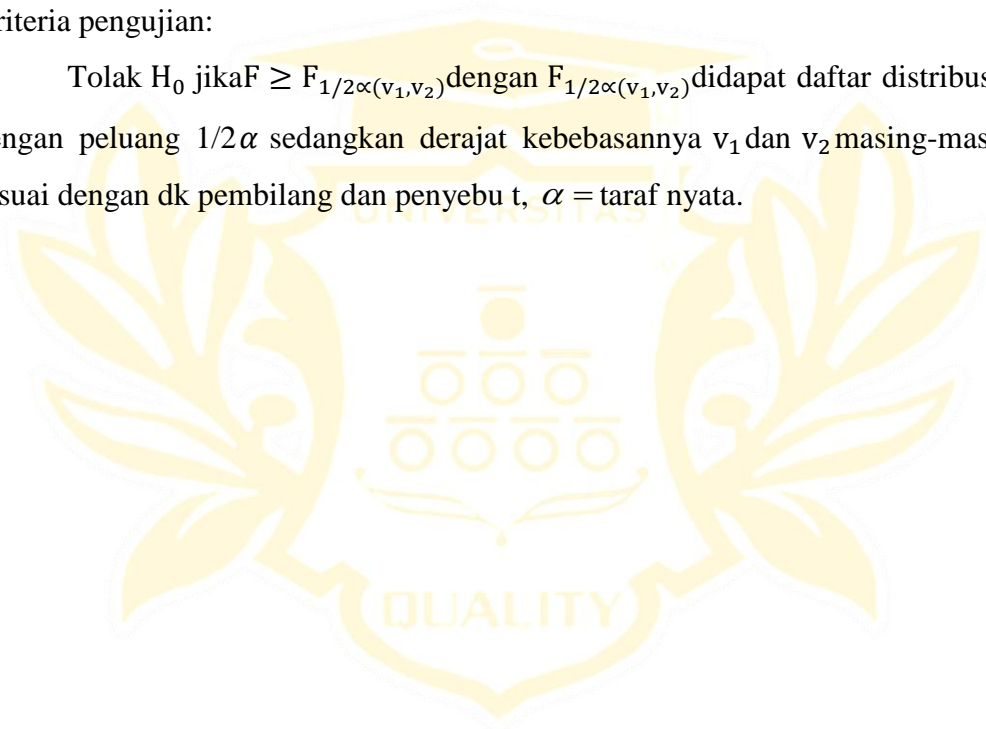 riteria pengujian:
Tolak H₀ jikaF ≥ F₁/₂∝(v₁,v₂)dengan F₁/₂∝(v₁,v₂)didapat daftar distribus
engan peluang 1/2α sedangkan derajat kebebasannya v₁ dan v₂ masing-mas
suai dengan dk pembilang dan penyebu t, α = taraf nyata.
UNIVERSITAS
QUALITY